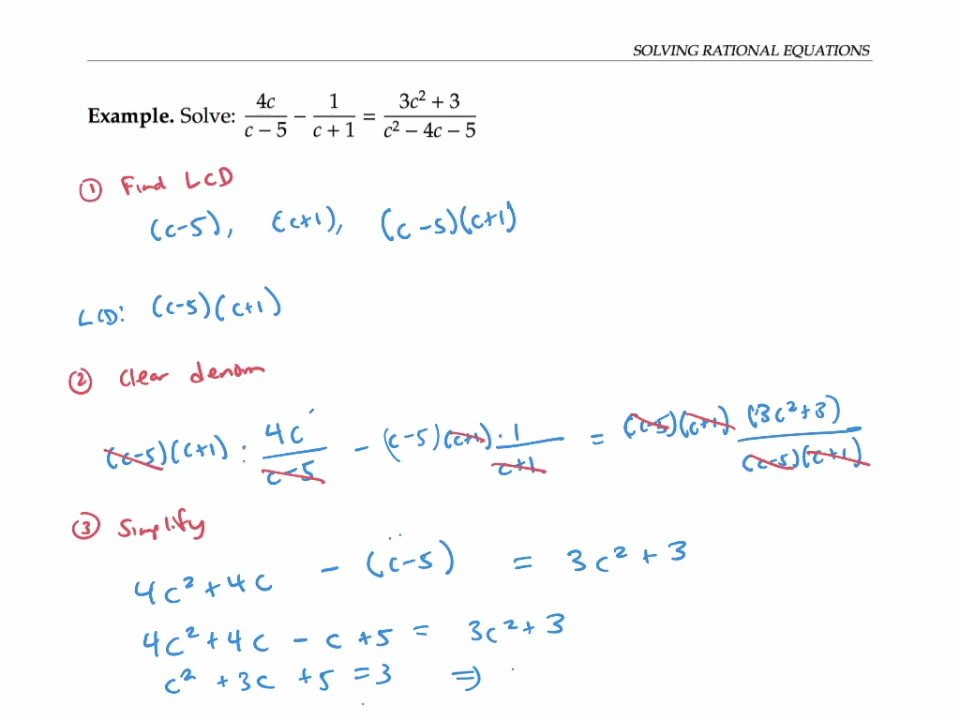 SOLVING RATIONAL EQUATIONS
Example. Solve: 4c/(c − 5) − 1/(c + 1) = (3c² + 3)/(c² − 4c − 5)
① Find LCD
(c-5), (c+1), (c-5)(c+1)
LCD: (c-5)(c+1)
② Clear denom
(c-5)(c+1) · 4c/(c-5) - (c-5)(c+1) · 1/(c+1) = (c-5)(c+1) (3c²+3)/((c-5)(c+1))
③ Simplify
4c² + 4c - (c-5) = 3c² + 3
4c² + 4c - c + 5 = 3c² + 3
c² + 3c + 5 = 3 ⇒